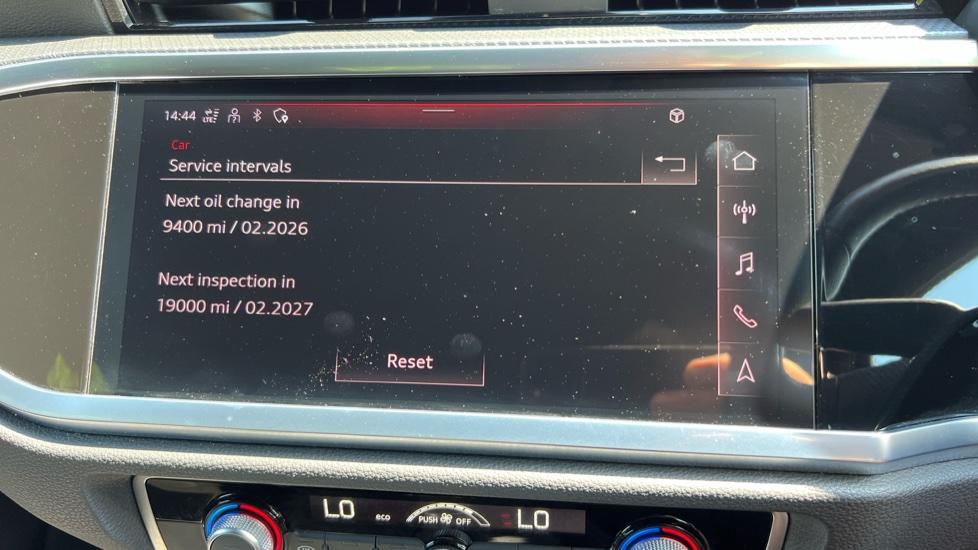 14:44 LTE
Car
Service intervals
Next oil change in
9400 mi / 02.2026
Next inspection in
19000 mi / 02.2027
Reset
LO eco PUSH OFF LO